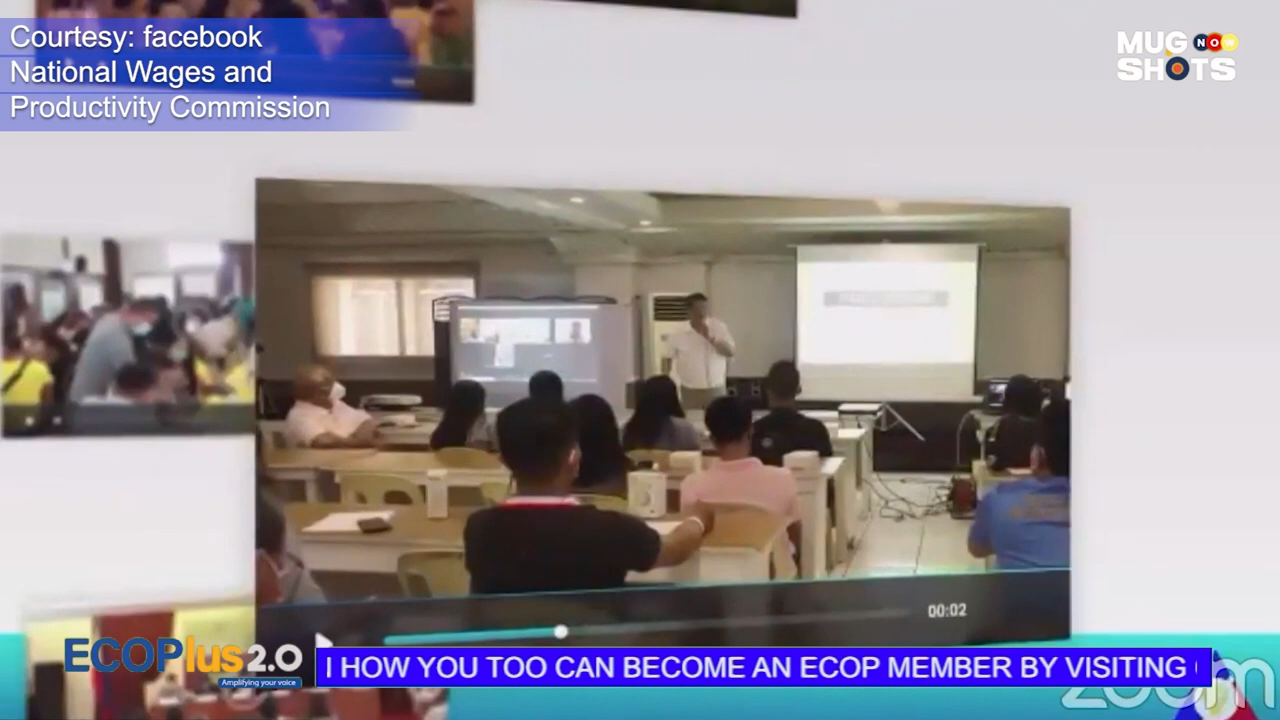 Courtesy: facebook
National Wages and
Productivity Commission
MUG NOW
SHOTS
00:02
ECOPlus 2.0
Amplifying your voice
HOW YOU TOO CAN BECOME AN ECOP MEMBER BY VISITING
zoom